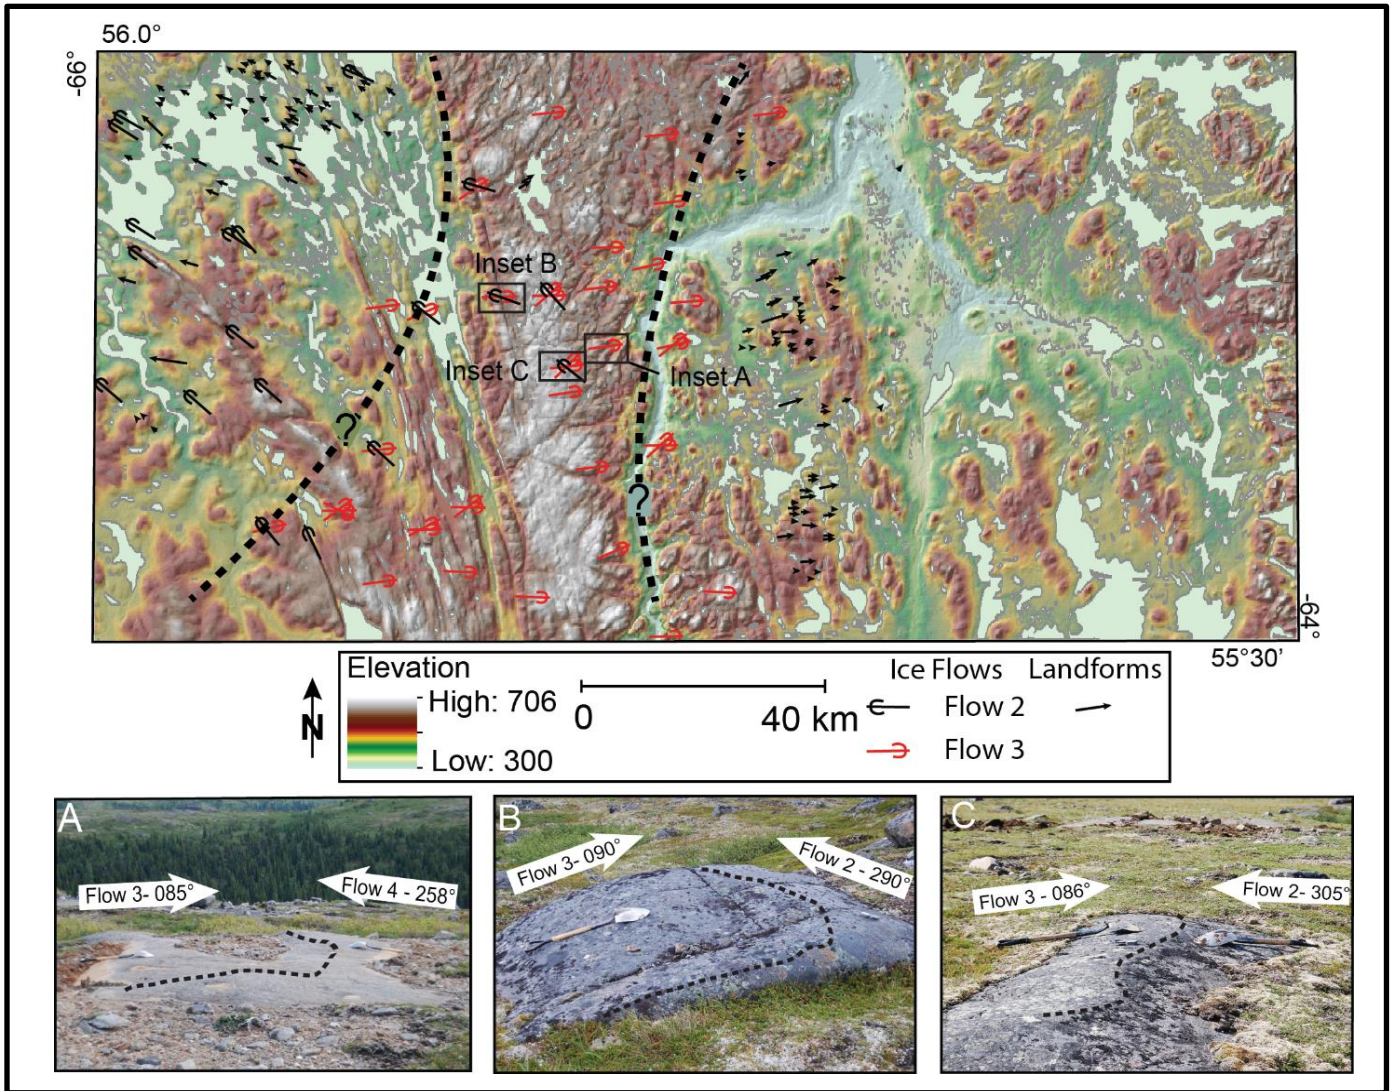 56.0°
-66°
Inset B
Inset C
Inset A
?
?
-64°
55°30’
Elevation
High: 706
Low: 300
N
0
40 km
Ice Flows
Landforms
Flow 2
Flow 3
A
Flow 3- 085°
Flow 4 - 258°
B
Flow 3- 090°
Flow 2 - 290°
C
Flow 3 - 086°
Flow 2- 305°